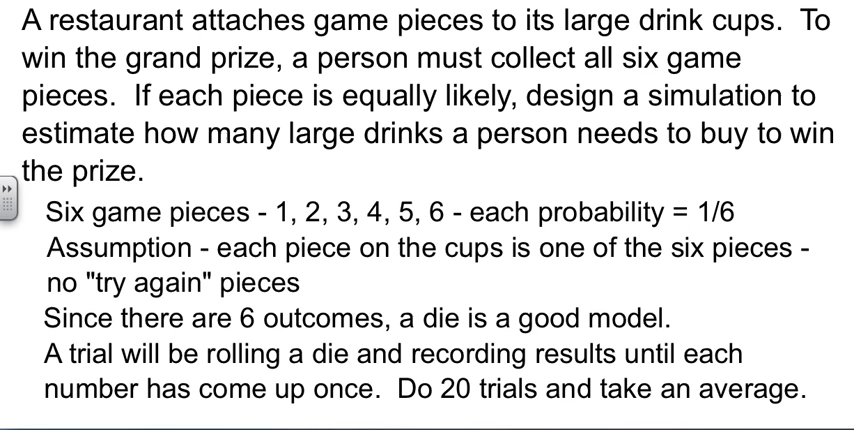 A restaurant attaches game pieces to its large drink cups.  To
win the grand prize, a person must collect all six game
pieces.  If each piece is equally likely, design a simulation to
estimate how many large drinks a person needs to buy to win
the prize.
Six game pieces - 1, 2, 3, 4, 5, 6 - each probability = 1/6
Assumption - each piece on the cups is one of the six pieces -
no "try again" pieces
Since there are 6 outcomes, a die is a good model.
A trial will be rolling a die and recording results until each
number has come up once.  Do 20 trials and take an average.